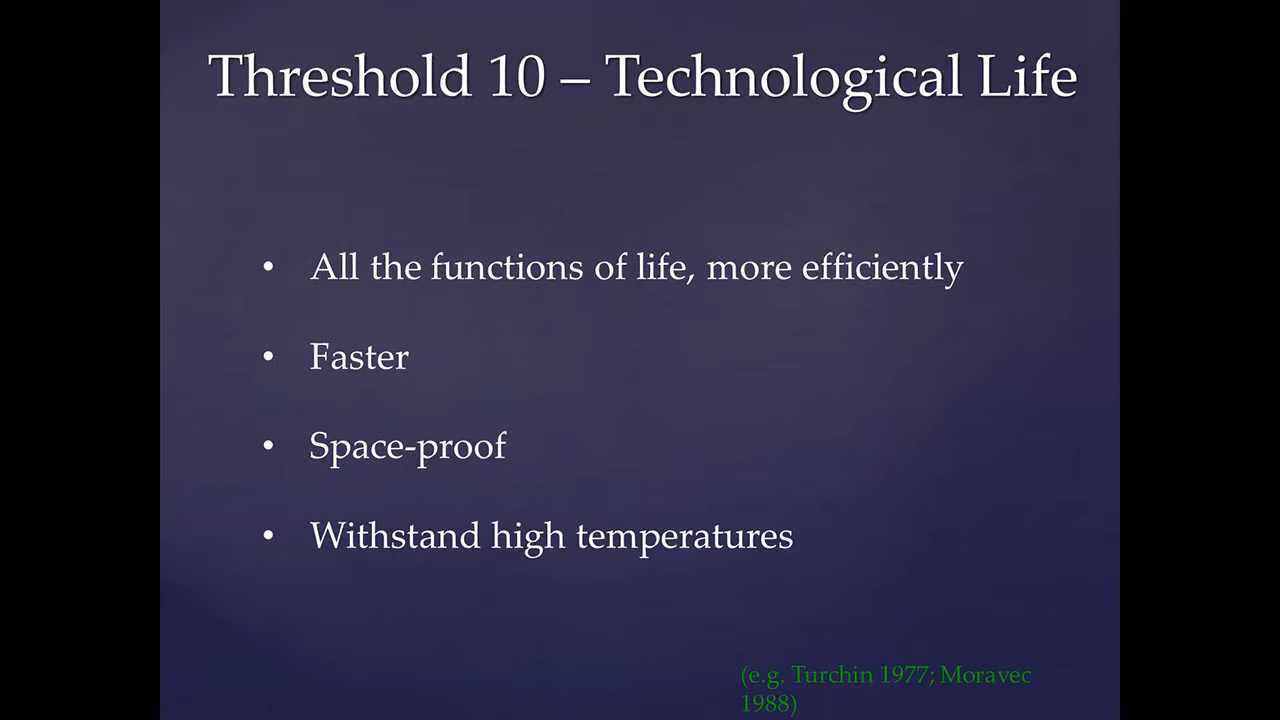 Threshold 10 – Technological Life
• All the functions of life, more efficiently
• Faster
• Space-proof
• Withstand high temperatures
(e.g. Turchin 1977; Moravec
1988)